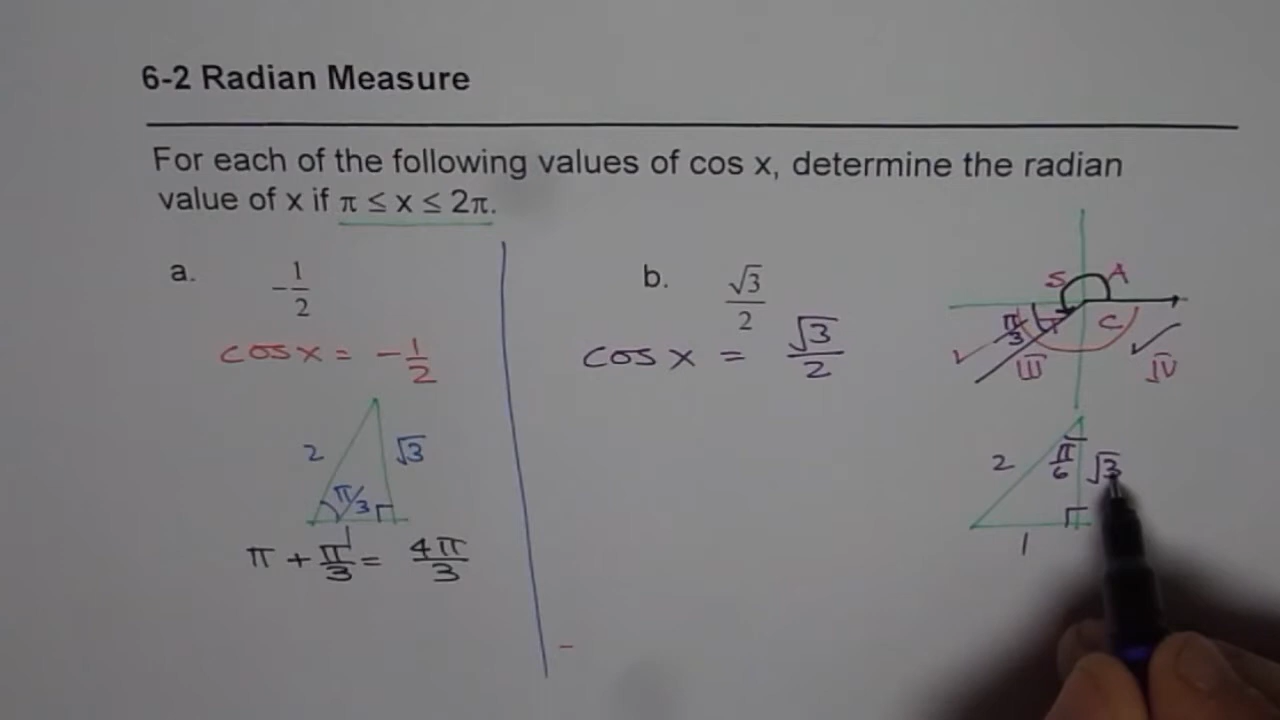 6-2 Radian Measure
For each of the following values of cos x, determine the radian
value of x if π ≤ x ≤ 2π.
a. -1/2
cos x = -1/2
2 √3
π/3
1
π + π/3 = 4π/3
b. √3/2
cos x = √3/2
S A
π/3 T C
III IV
2 π/6 √3
1